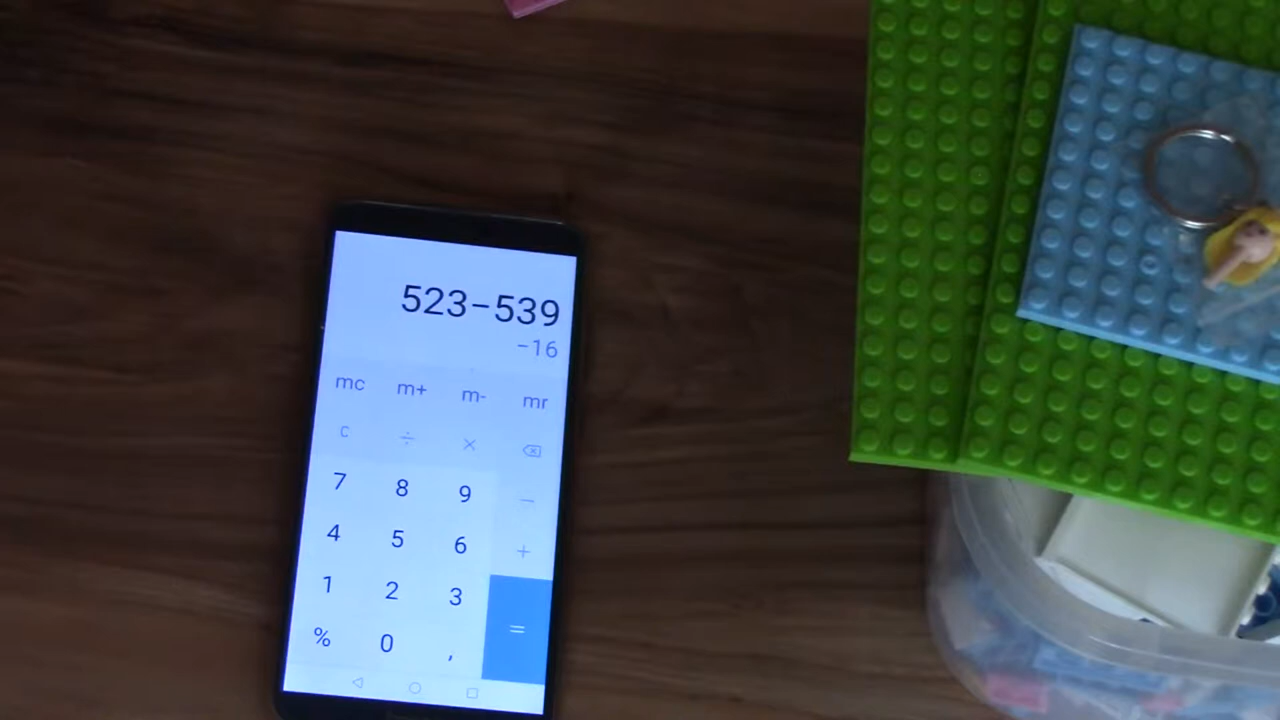 523−539
−16
mc m+ m- mr
C ÷ ×
7 8 9 −
4 5 6 +
1 2 3
% 0 , =